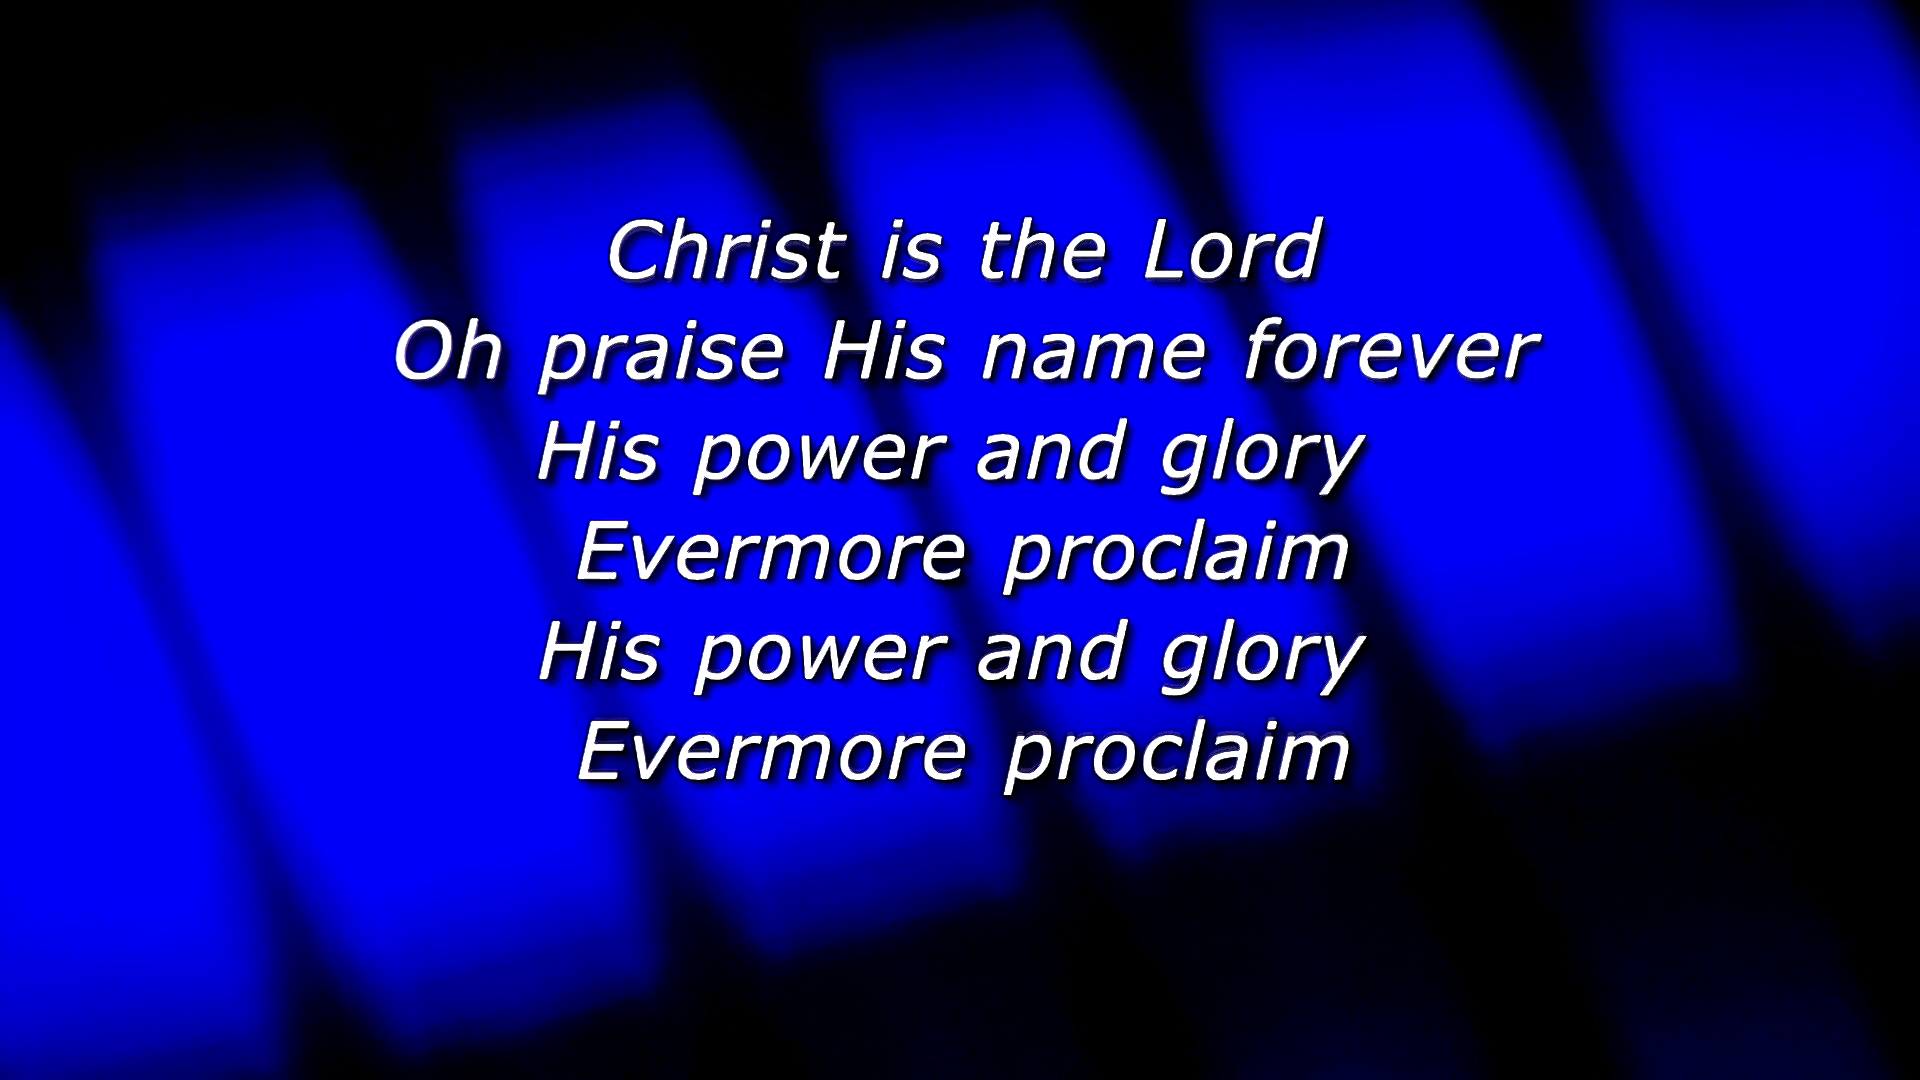 Christ is the Lord
Oh praise His name forever
His power and glory
Evermore proclaim
His power and glory
Evermore proclaim